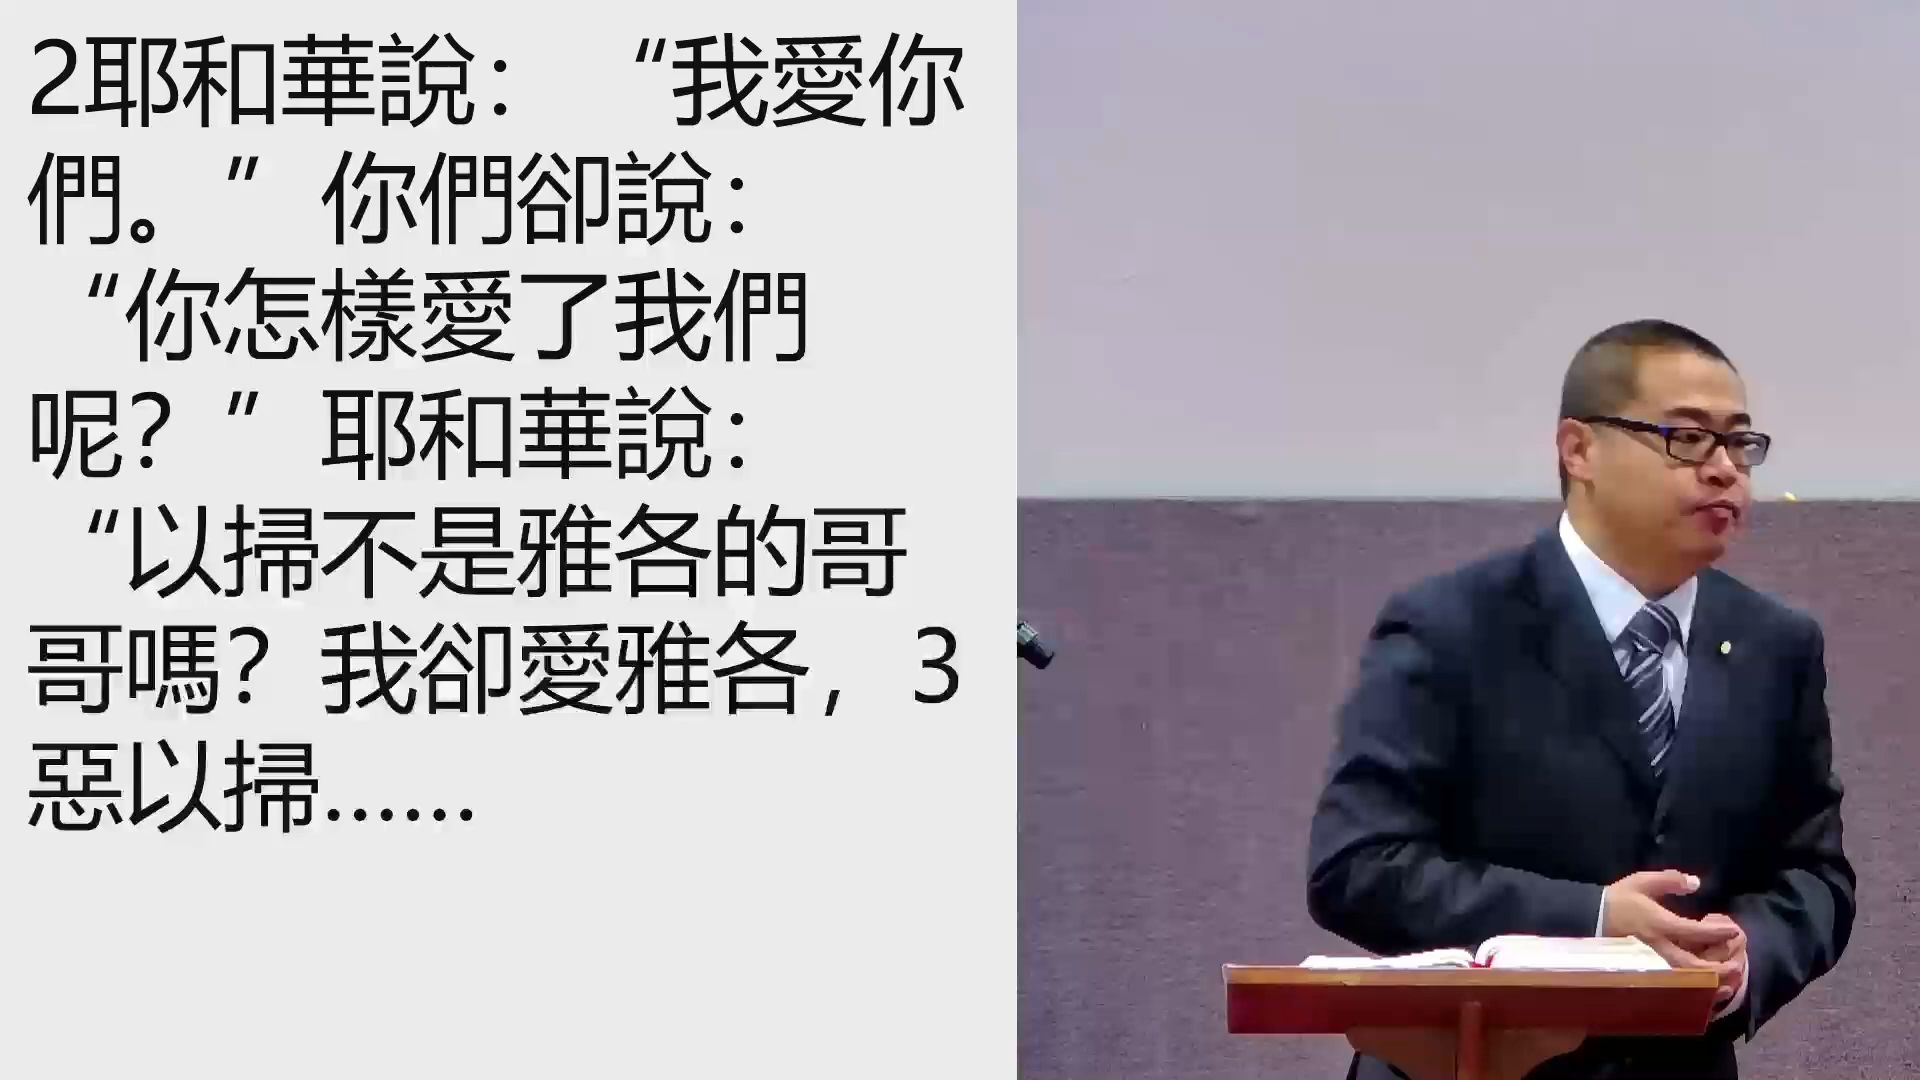 2耶和華說：“我愛你
們。”你們卻說：
“你怎樣愛了我們
呢？”耶和華說：
“以掃不是雅各的哥
哥嗎？我卻愛雅各，3
惡以掃……